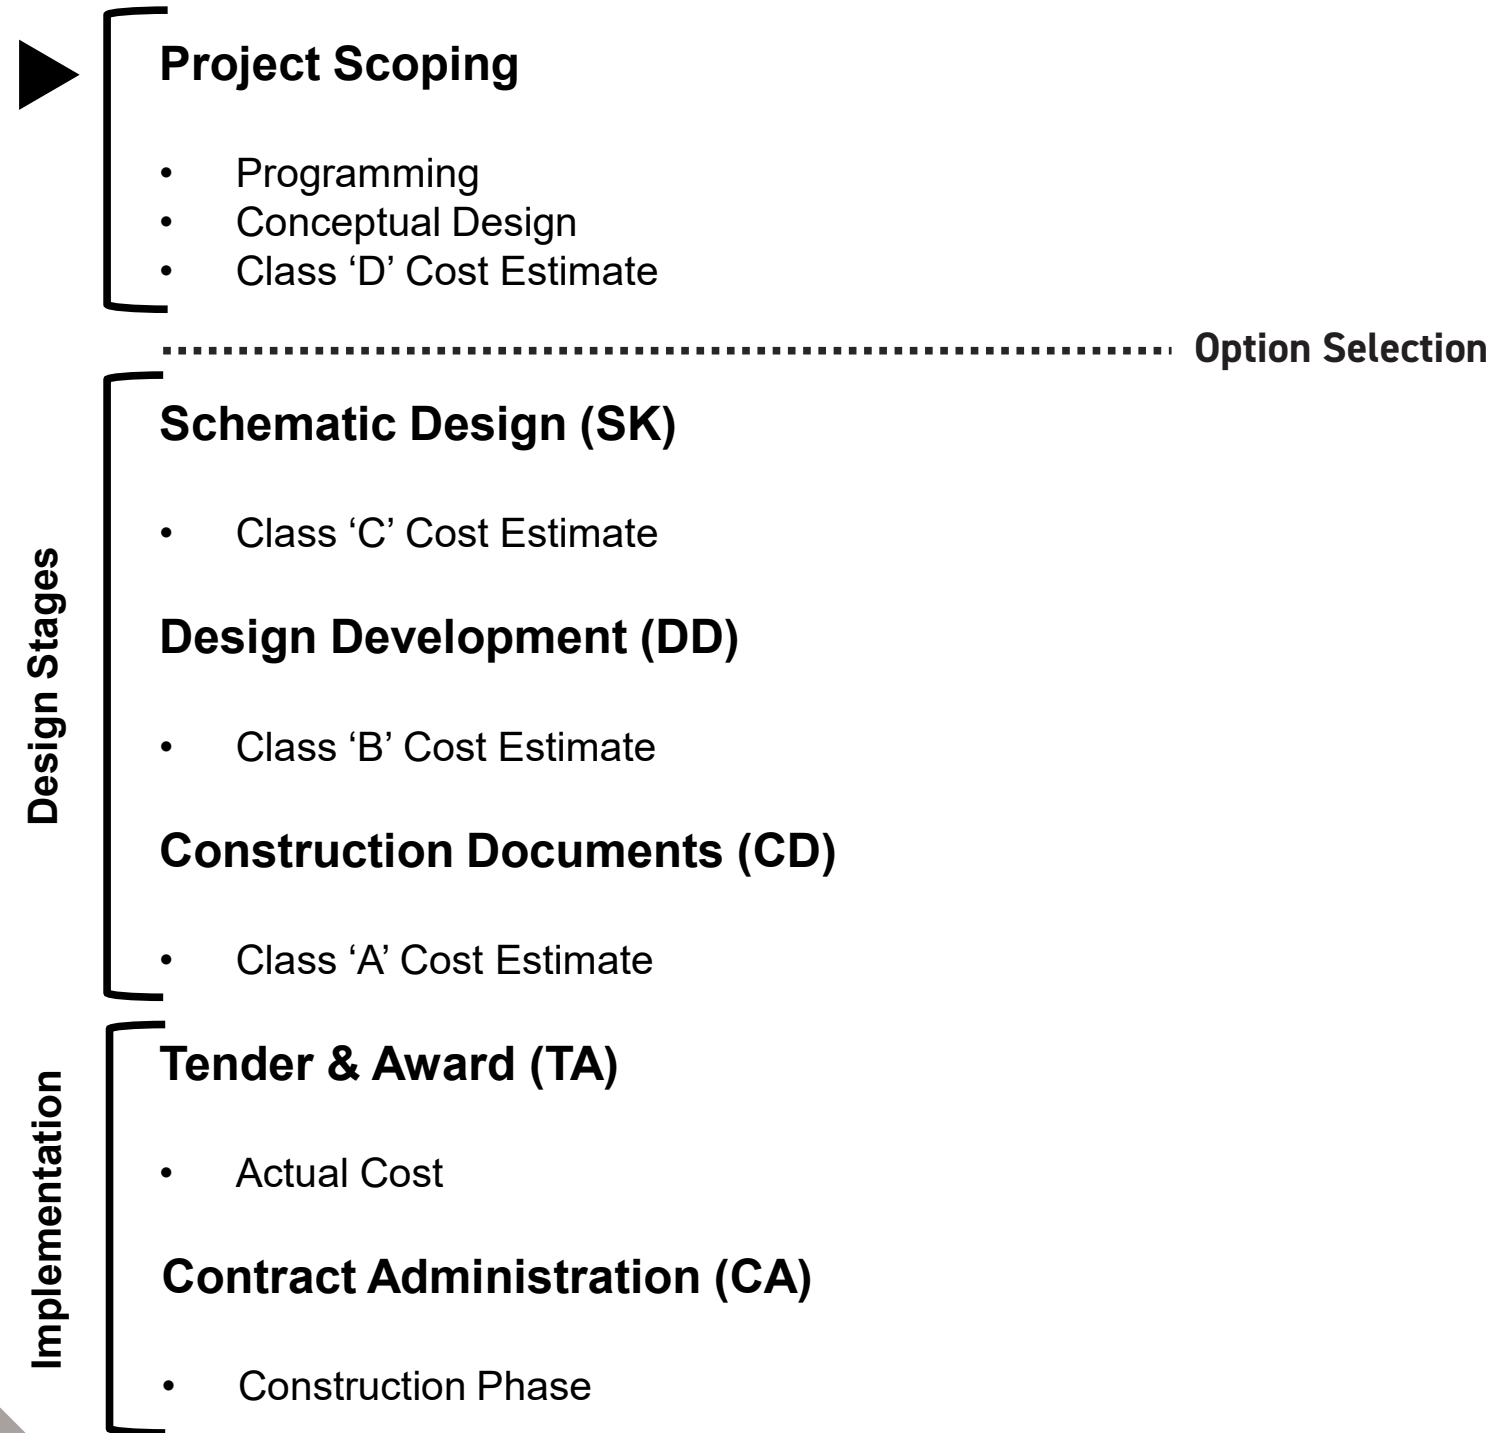 Project Scoping
• Programming
• Conceptual Design
• Class ‘D’ Cost Estimate
Option Selection
Design Stages
Schematic Design (SK)
• Class ‘C’ Cost Estimate
Design Development (DD)
• Class ‘B’ Cost Estimate
Construction Documents (CD)
• Class ‘A’ Cost Estimate
Implementation
Tender & Award (TA)
• Actual Cost
Contract Administration (CA)
• Construction Phase